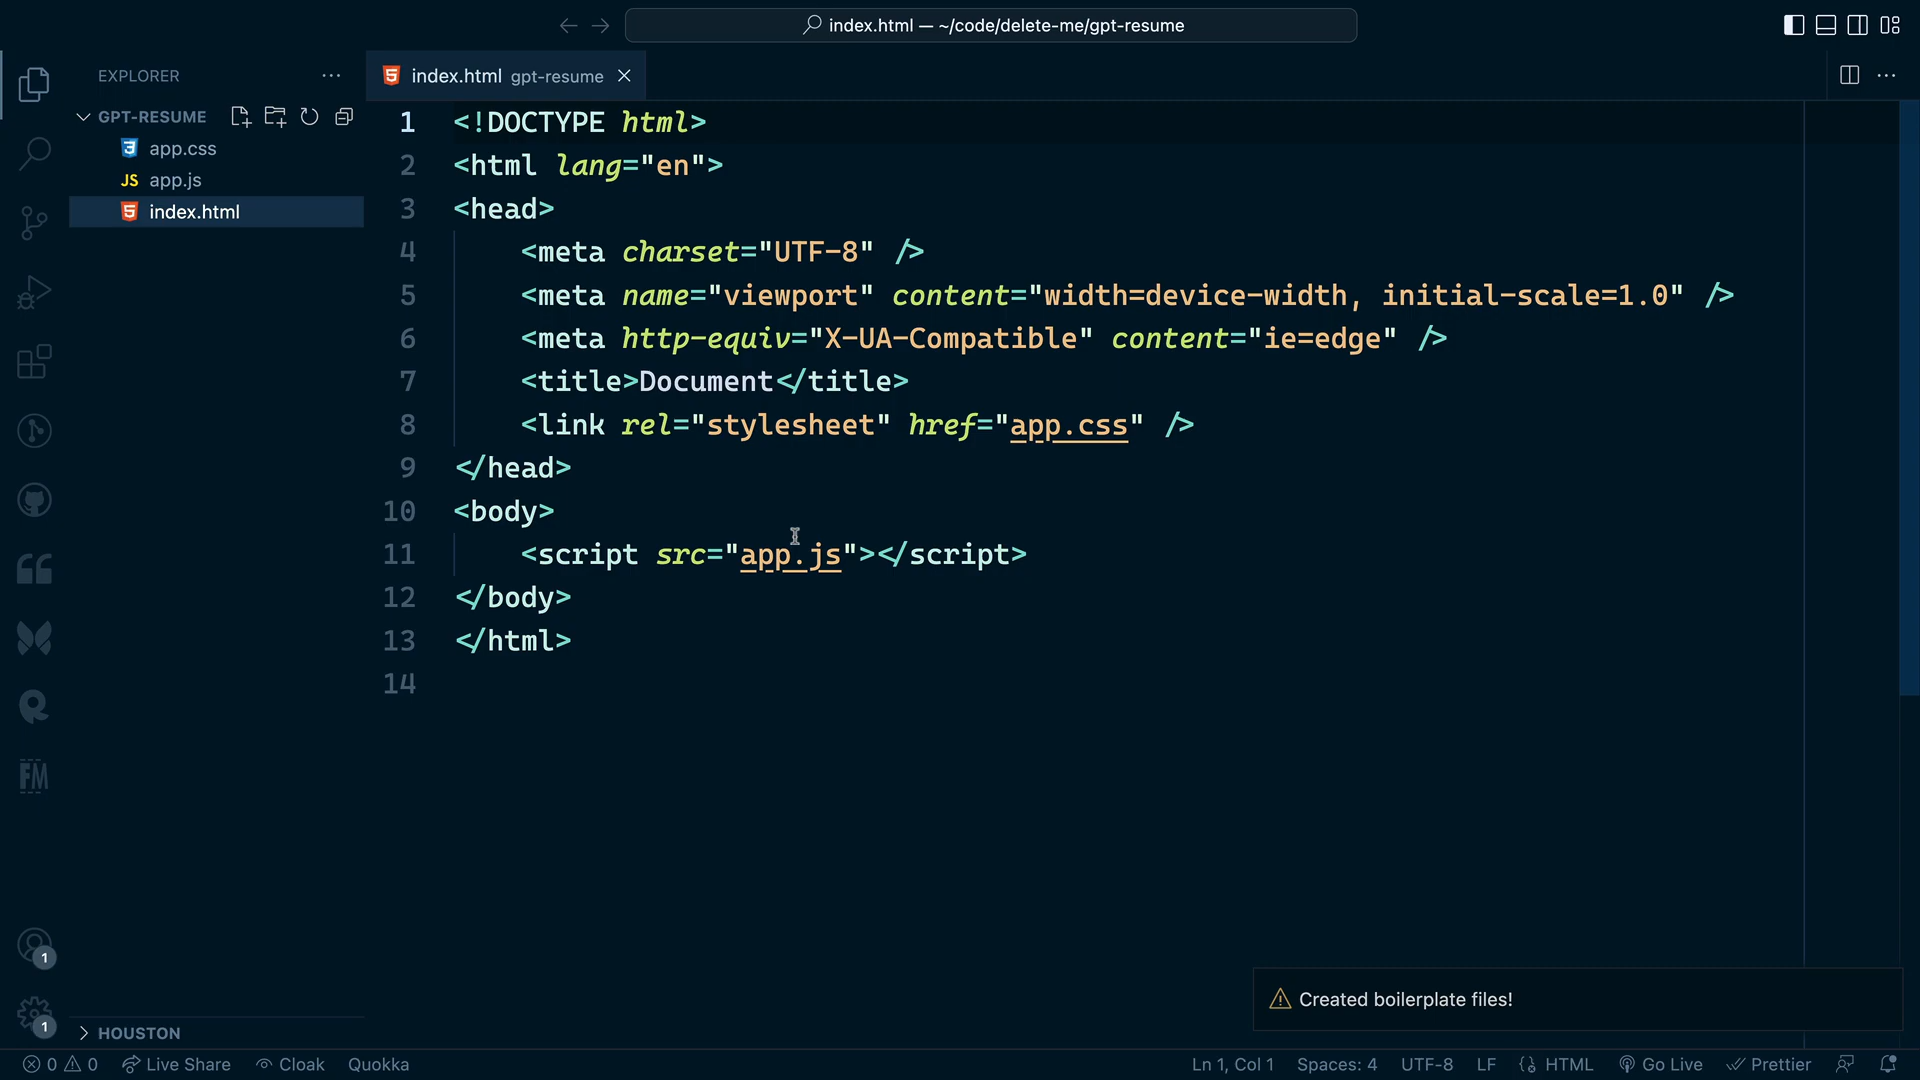 index.html — ~/code/delete-me/gpt-resume
EXPLORER
index.html gpt-resume
GPT-RESUME
app.css
JS app.js
index.html
1 <!DOCTYPE html>
2 <html lang="en">
3 <head>
4 <meta charset="UTF-8" />
5 <meta name="viewport" content="width=device-width, initial-scale=1.0" />
6 <meta http-equiv="X-UA-Compatible" content="ie=edge" />
7 <title>Document</title>
8 <link rel="stylesheet" href="app.css" />
9 </head>
10 <body>
11 <script src="app.js"></script>
12 </body>
13 </html>
14
FM
1
1
Created boilerplate files!
HOUSTON
0 0 Live Share Cloak Quokka Ln 1, Col 1 Spaces: 4 UTF-8 LF HTML Go Live Prettier